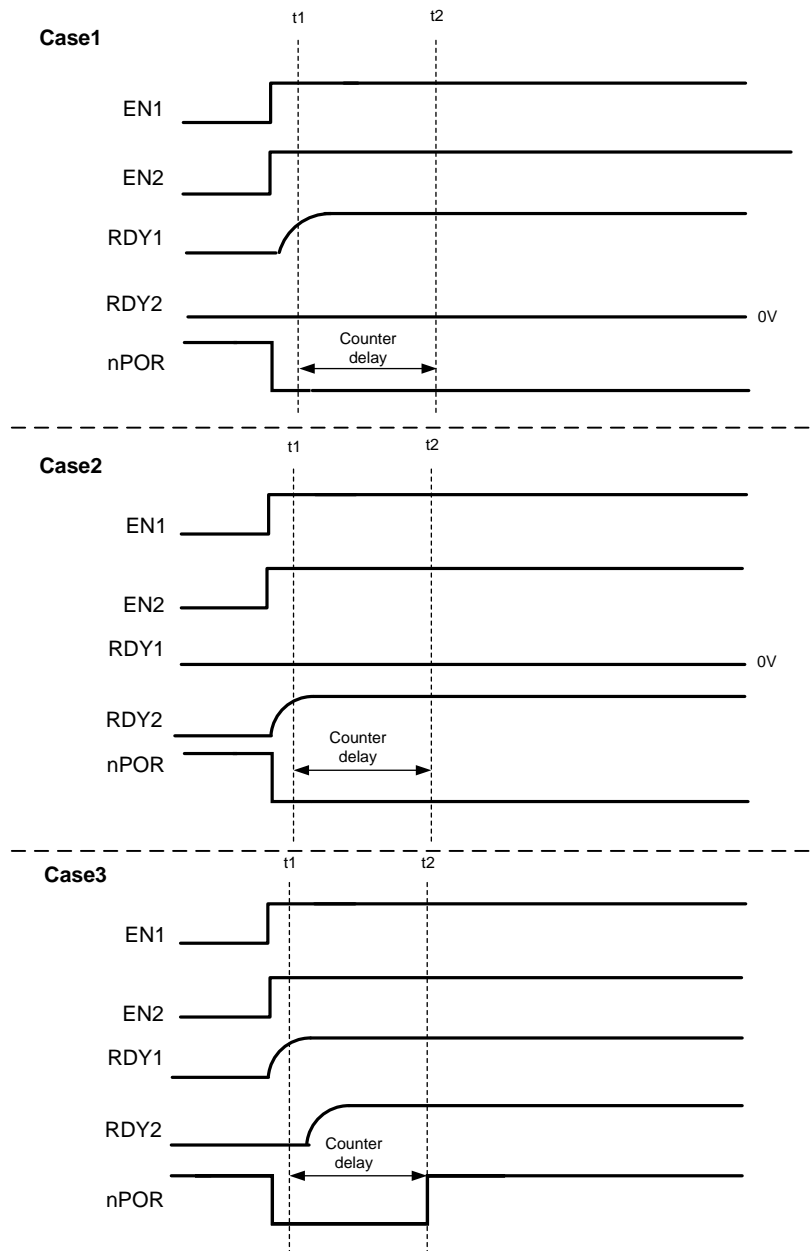 t1
t2
Case1
EN1
EN2
RDY1
RDY2
0V
Counter
delay
nPOR
t1
t2
Case2
EN1
EN2
RDY1
0V
RDY2
Counter
delay
nPOR
t1
t2
Case3
EN1
EN2
RDY1
RDY2
Counter
delay
nPOR